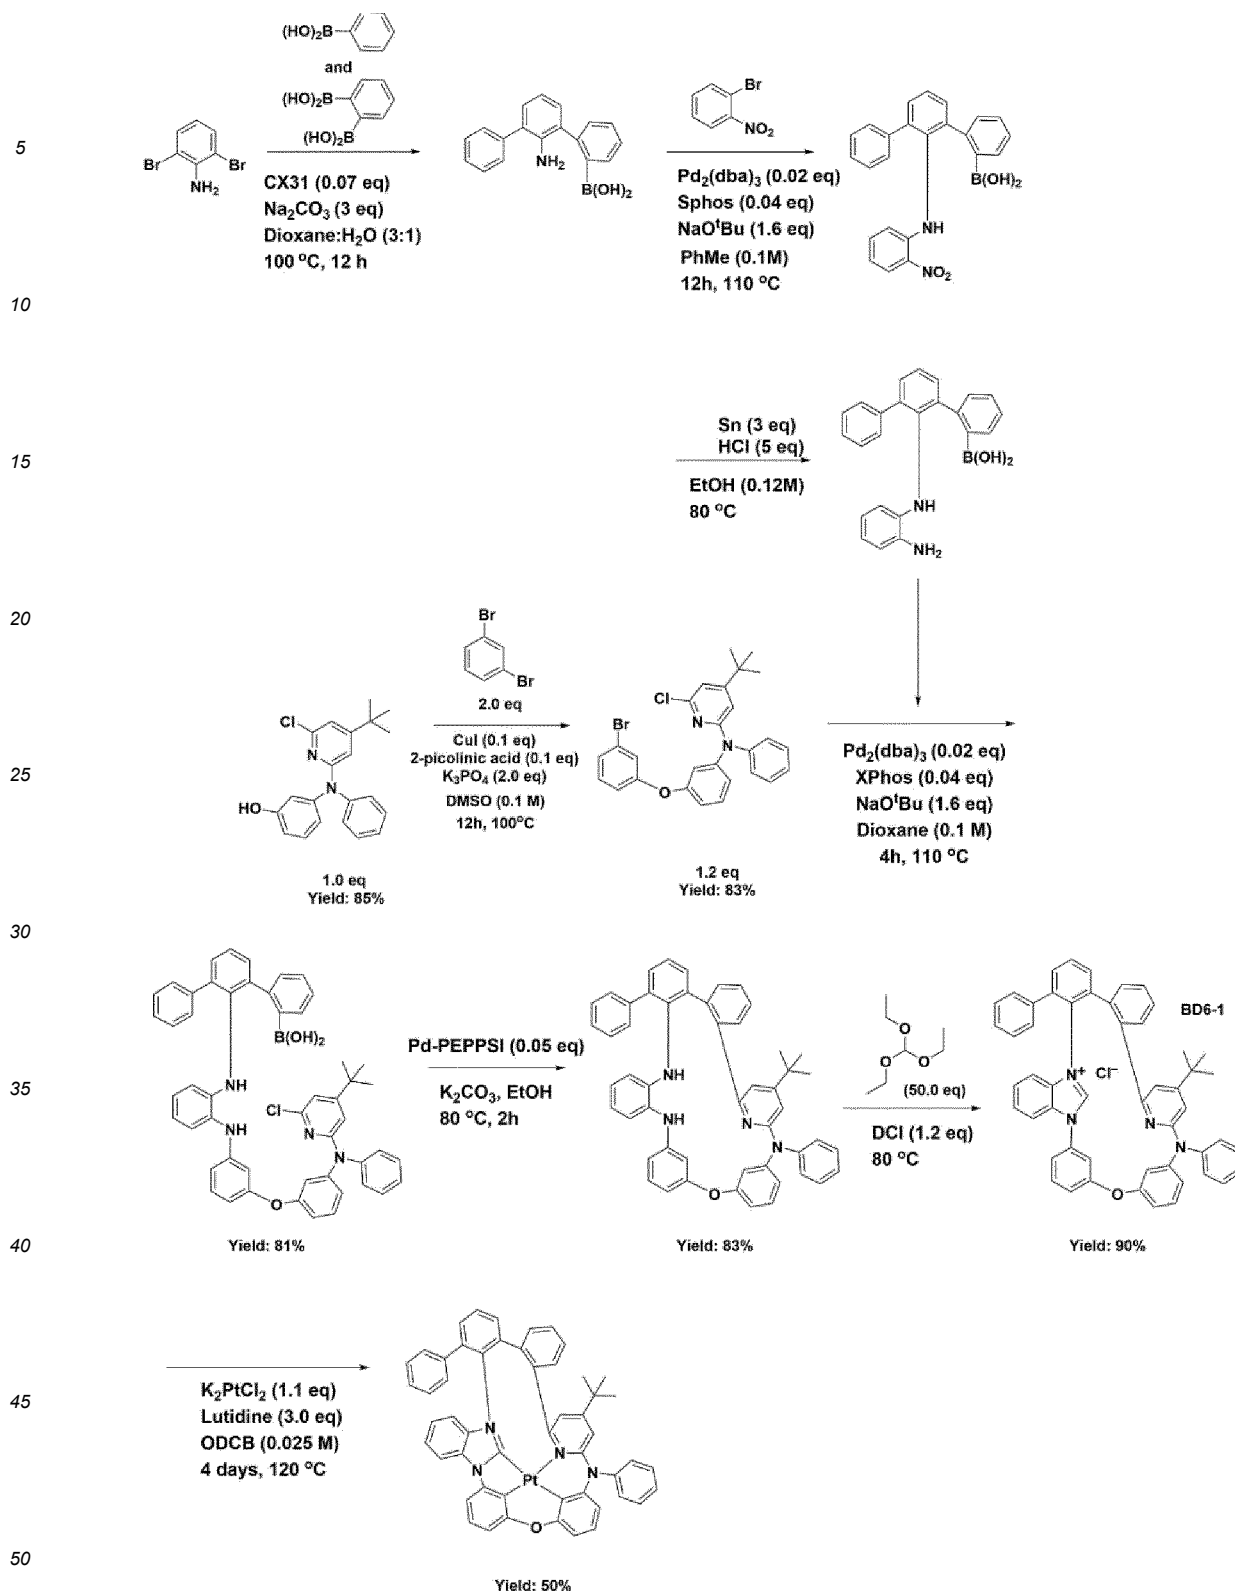 (HO)₂B
and
(HO)₂B
(HO)₂B
5
Br
Br
NH₂
CX31 (0.07 eq)
Na₂CO₃ (3 eq)
Dioxane:H₂O (3:1)
100 °C, 12 h
NH₂
B(OH)₂
Br
NO₂
Pd₂(dba)₃ (0.02 eq)
Sphos (0.04 eq)
NaOᵗBu (1.6 eq)
PhMe (0.1M)
12h, 110 °C
B(OH)₂
NH
NO₂
10
15
Sn (3 eq)
HCl (5 eq)
EtOH (0.12M)
80 °C
B(OH)₂
NH
NH₂
20
Cl
N
N
HO
1.0 eq
Yield: 85%
Br
Br
2.0 eq
CuI (0.1 eq)
2-picolinic acid (0.1 eq)
K₃PO₄ (2.0 eq)
DMSO (0.1 M)
12h, 100°C
Cl
N
Br
N
O
1.2 eq
Yield: 83%
Pd₂(dba)₃ (0.02 eq)
XPhos (0.04 eq)
NaOᵗBu (1.6 eq)
Dioxane (0.1 M)
4h, 110 °C
25
30
B(OH)₂
NH
Cl
NH
N
N
O
Yield: 81%
Pd-PEPPSI (0.05 eq)
K₂CO₃, EtOH
80 °C, 2h
NH
NH
N
N
O
Yield: 83%
O
O
O
(50.0 eq)
DCl (1.2 eq)
80 °C
BD6-1
N⁺
Cl⁻
N
N
N
O
Yield: 90%
35
40
K₂PtCl₂ (1.1 eq)
Lutidine (3.0 eq)
ODCB (0.025 M)
4 days, 120 °C
N
N
N
Pt
N
O
45
50
Yield: 50%